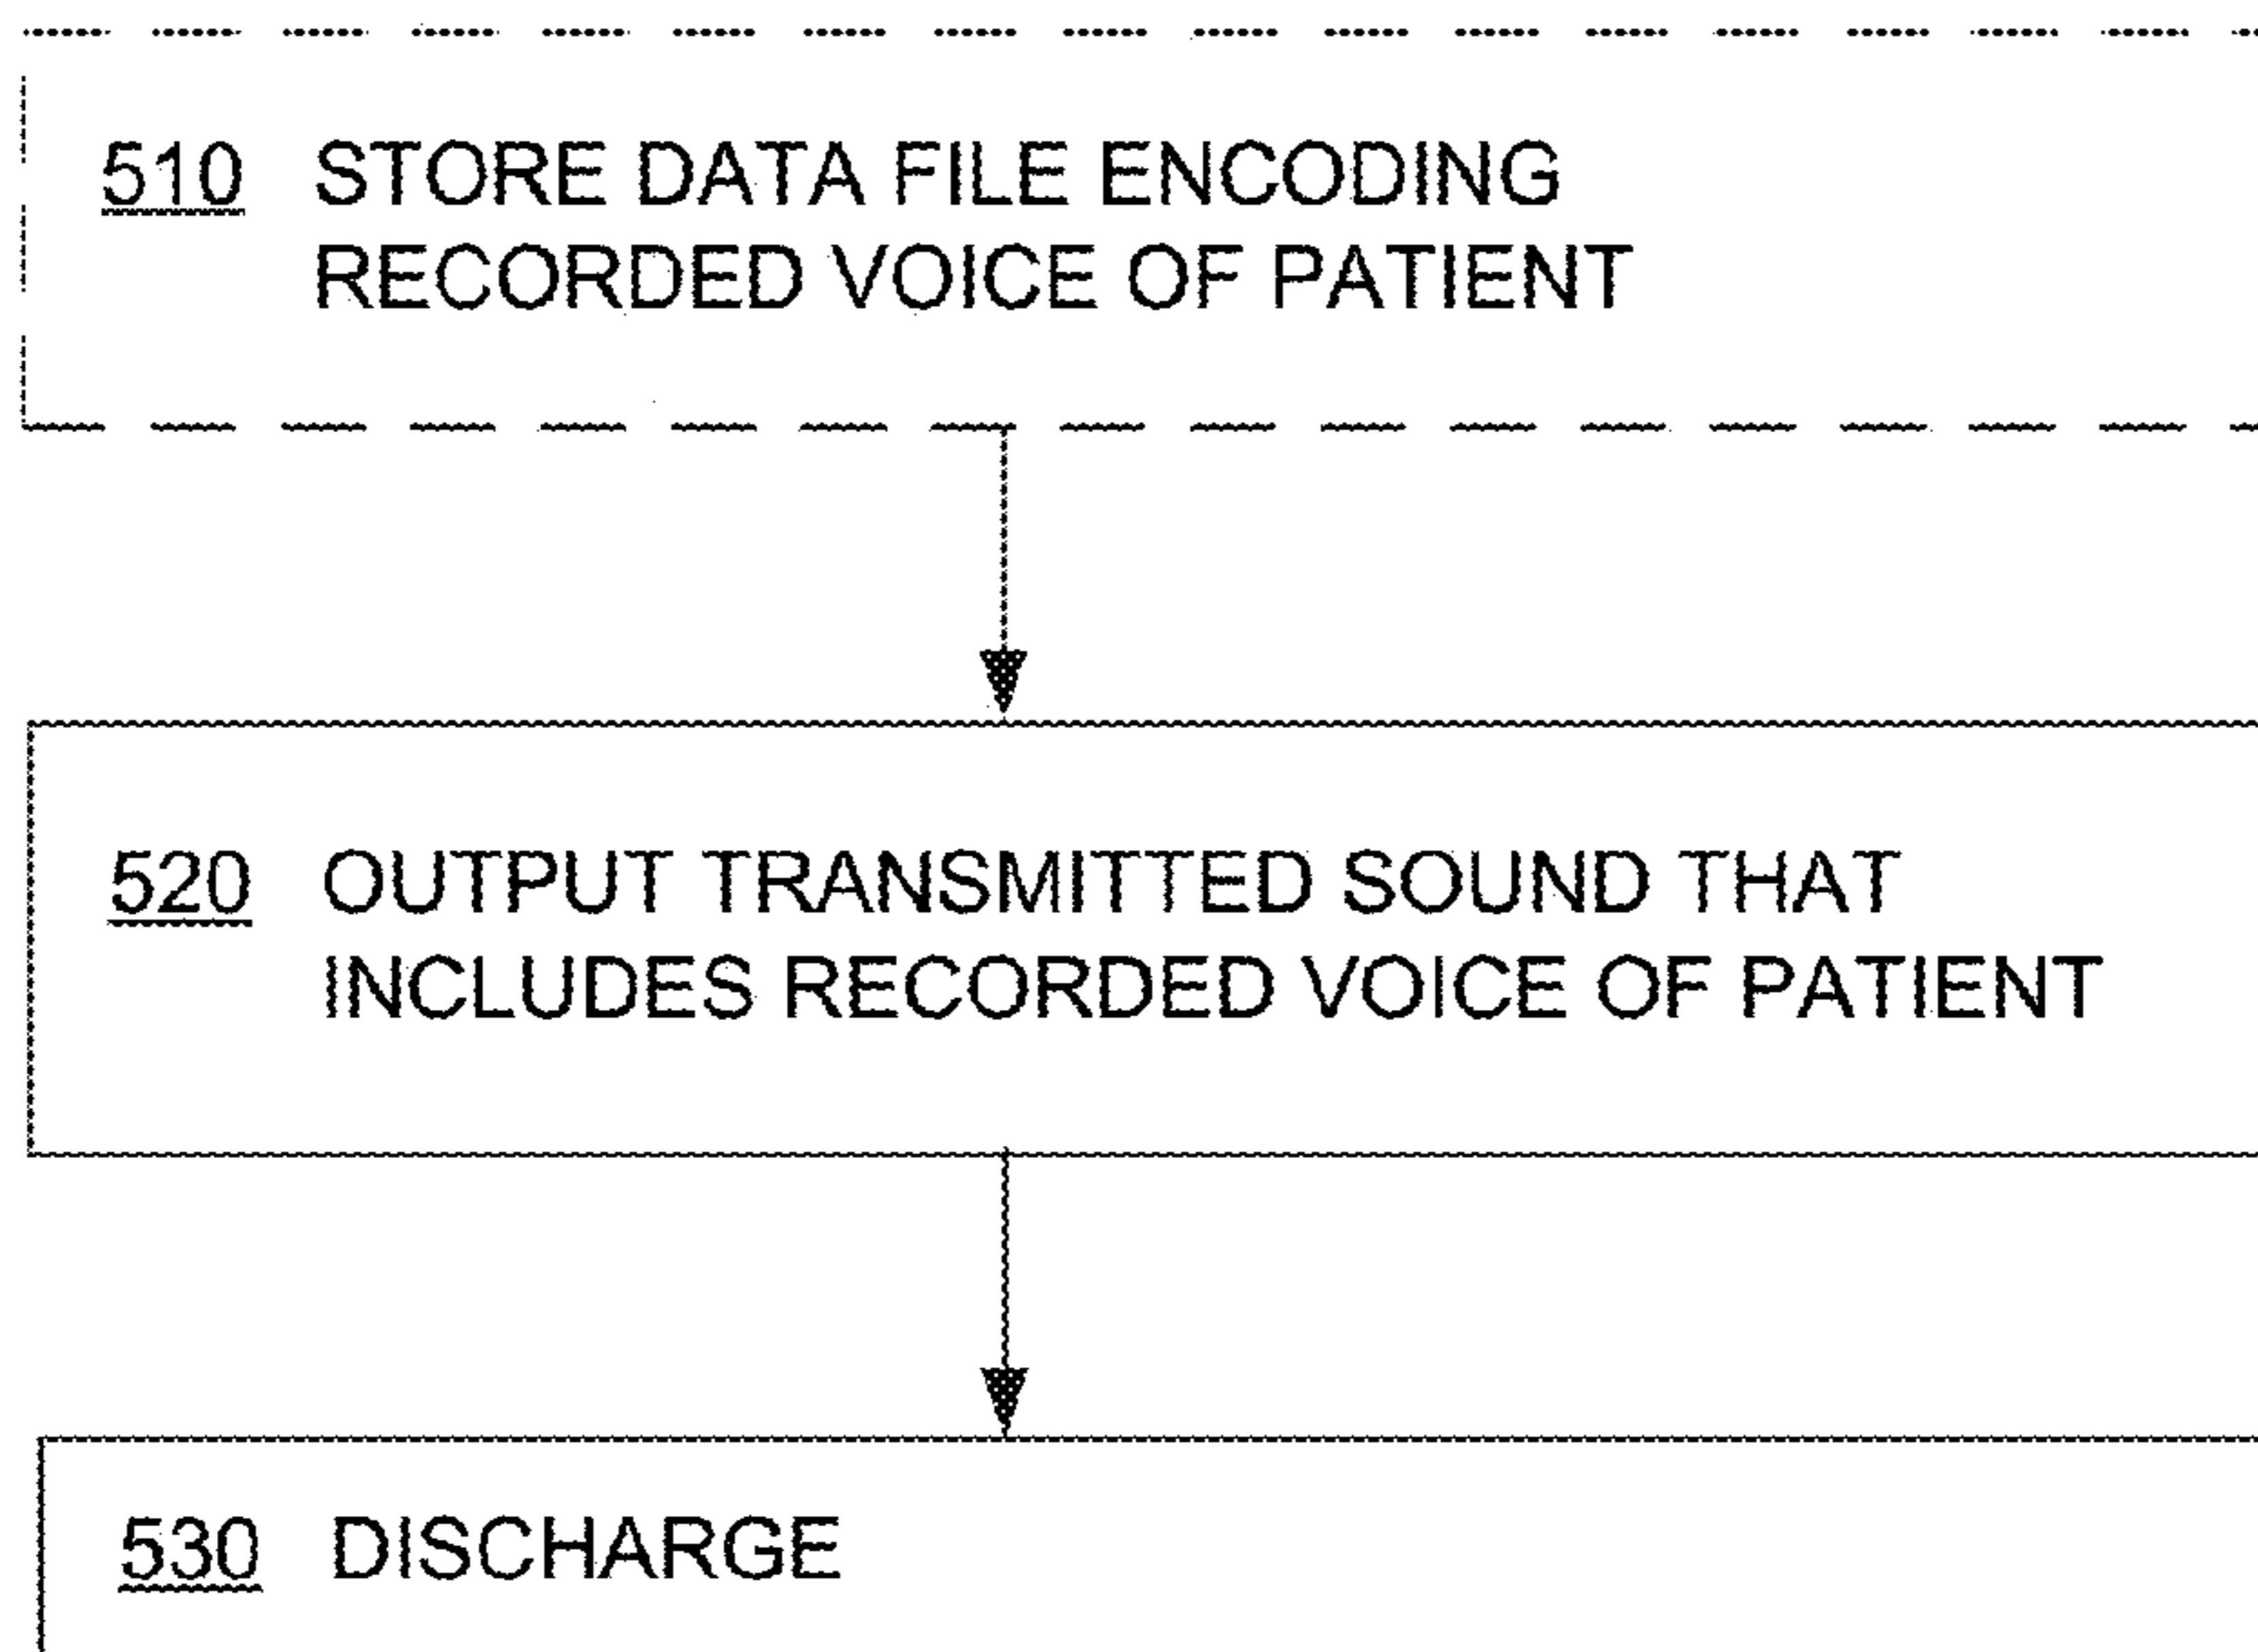 510 STORE DATA FILE ENCODING
RECORDED VOICE OF PATIENT
520 OUTPUT TRANSMITTED SOUND THAT
INCLUDES RECORDED VOICE OF PATIENT
530 DISCHARGE